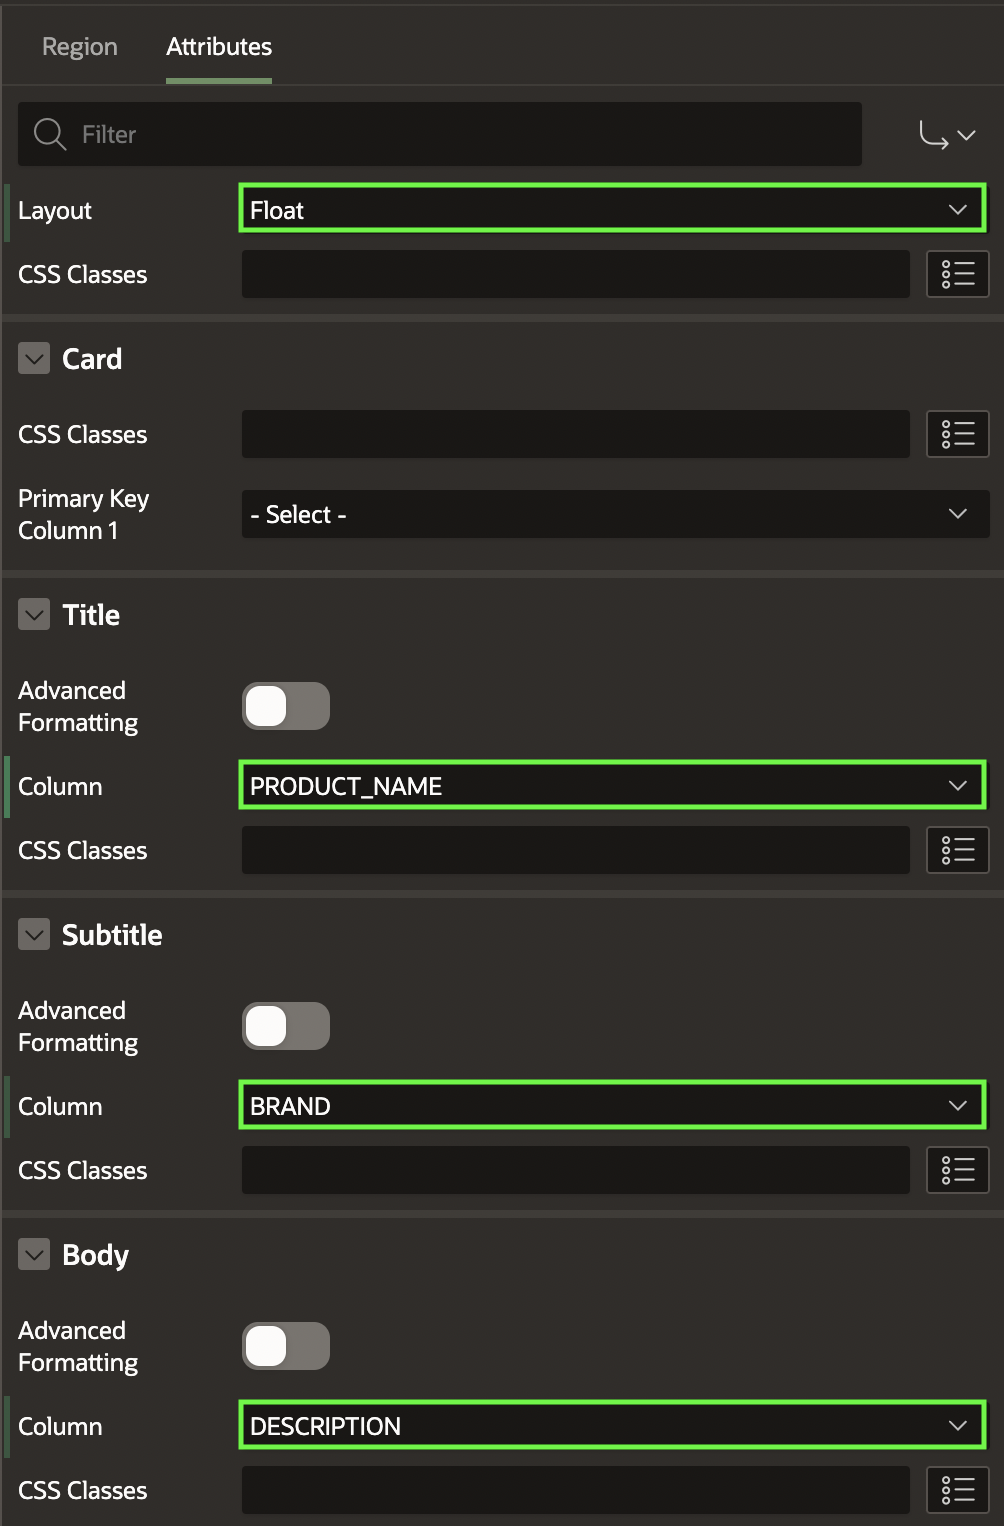 Region Attributes
Filter
Layout Float
CSS Classes
Card
CSS Classes
Primary Key
Column 1
- Select -
Title
Advanced
Formatting
Column PRODUCT_NAME
CSS Classes
Subtitle
Advanced
Formatting
Column BRAND
CSS Classes
Body
Advanced
Formatting
Column DESCRIPTION
CSS Classes